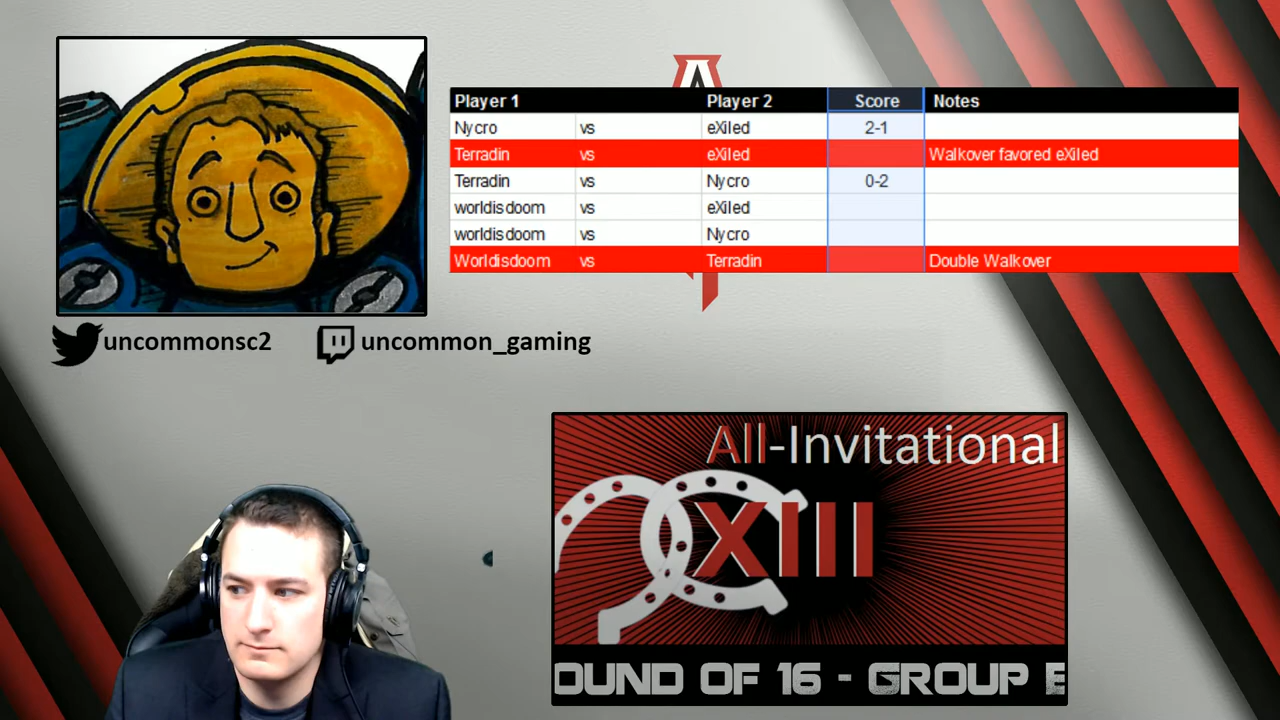 Player 1 Player 2 Score Notes
Nycro vs eXiled 2-1
Terradin vs eXiled Walkover favored eXiled
Terradin vs Nycro 0-2
worldisdoom vs eXiled
worldisdoom vs Nycro
Worldisdoom vs Terradin Double Walkover
uncommonsc2 uncommon_gaming
All-Invitational
XIII
OUND OF 16 - GROUP E